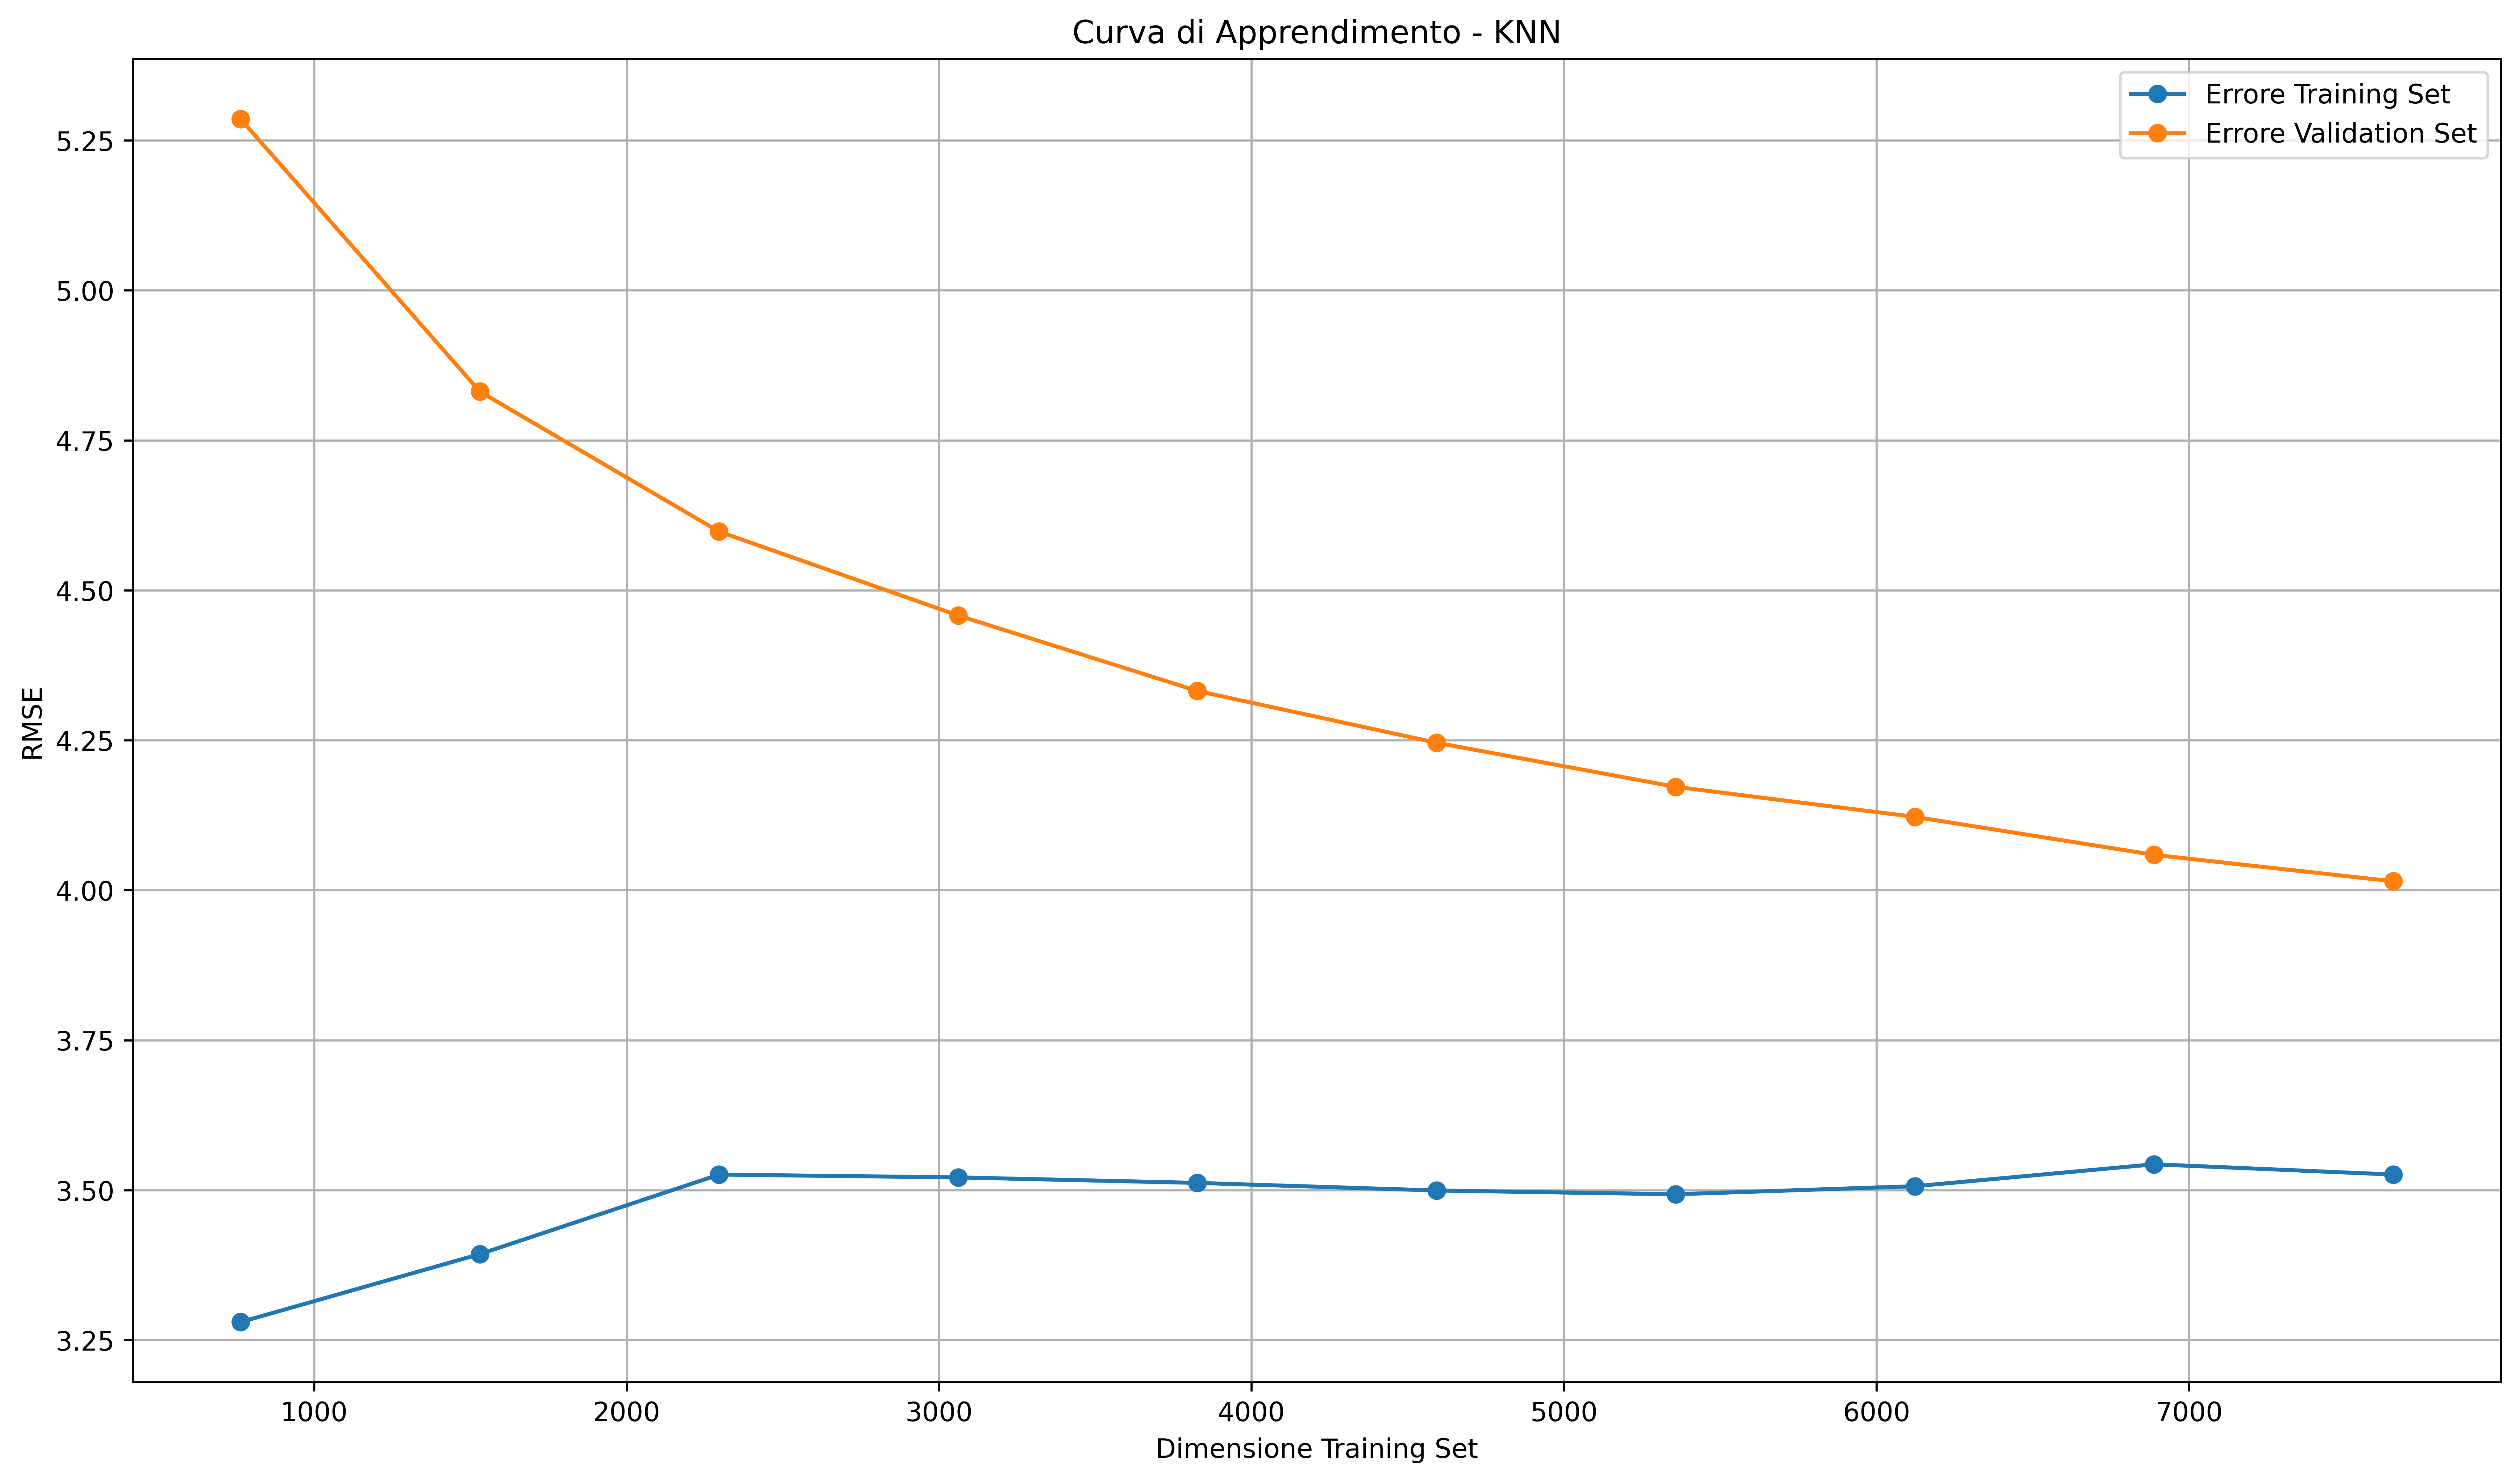 Curva di Apprendimento - KNN
Errore Training Set
Errore Validation Set
RMSE
5.25
5.00
4.75
4.50
4.25
4.00
3.75
3.50
3.25
1000 2000 3000 4000 5000 6000 7000
Dimensione Training Set